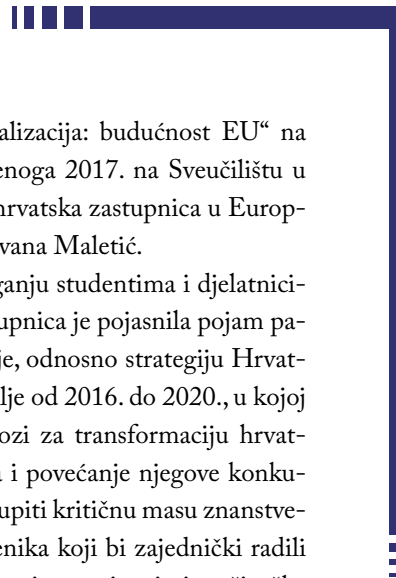 alizacija: budućnost EU“ na
enoga 2017. na Sveučilištu u
hrvatska zastupnica u Europ-
vana Maletić.
ganju studentima i djelatnici-
upnica je pojasnila pojam pa-
je, odnosno strategiju Hrvat-
lje od 2016. do 2020., u kojoj
ozi za transformaciju hrvat-
i povećanje njegove konku-
upiti kritičnu masu znanstve-
enika koji bi zajednički radili